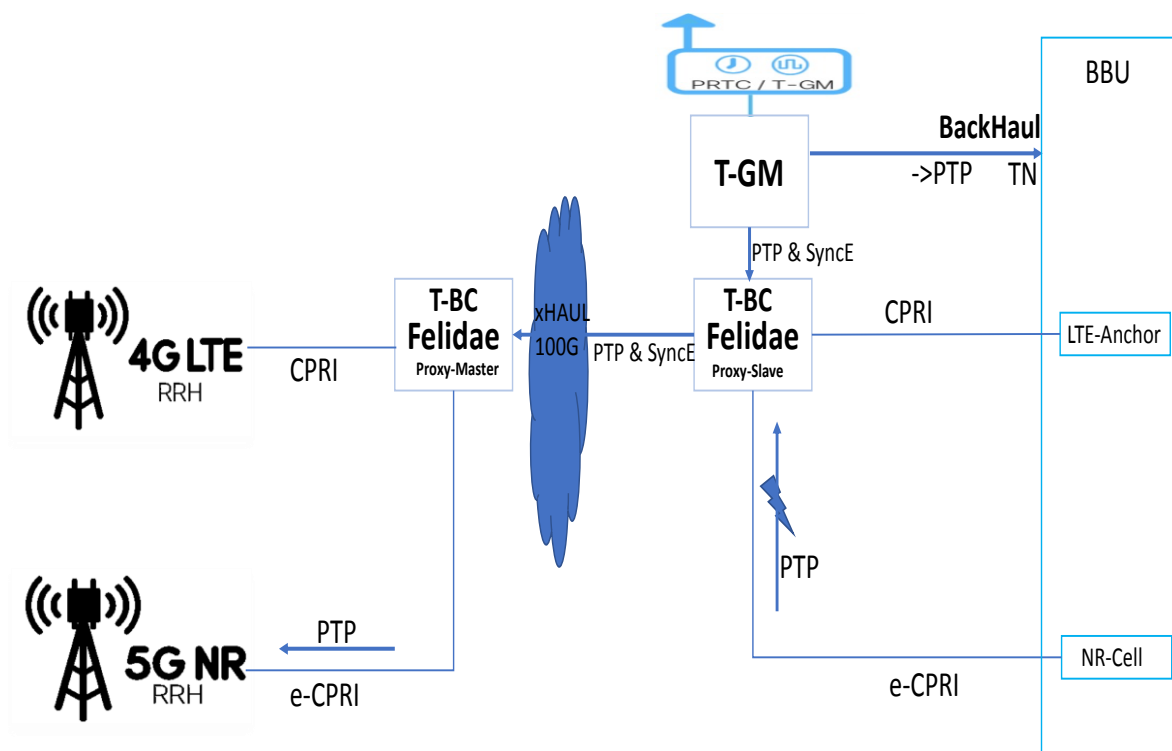 PRTC / T-GM
BBU
T-GM
BackHaul
->PTP
TN
PTP & SyncE
4G LTE
RRH
CPRI
T-BC
Felidae
Proxy-Master
xHAUL
100G
PTP & SyncE
T-BC
Felidae
Proxy-Slave
CPRI
LTE-Anchor
PTP
5G NR
RRH
PTP
e-CPRI
e-CPRI
NR-Cell